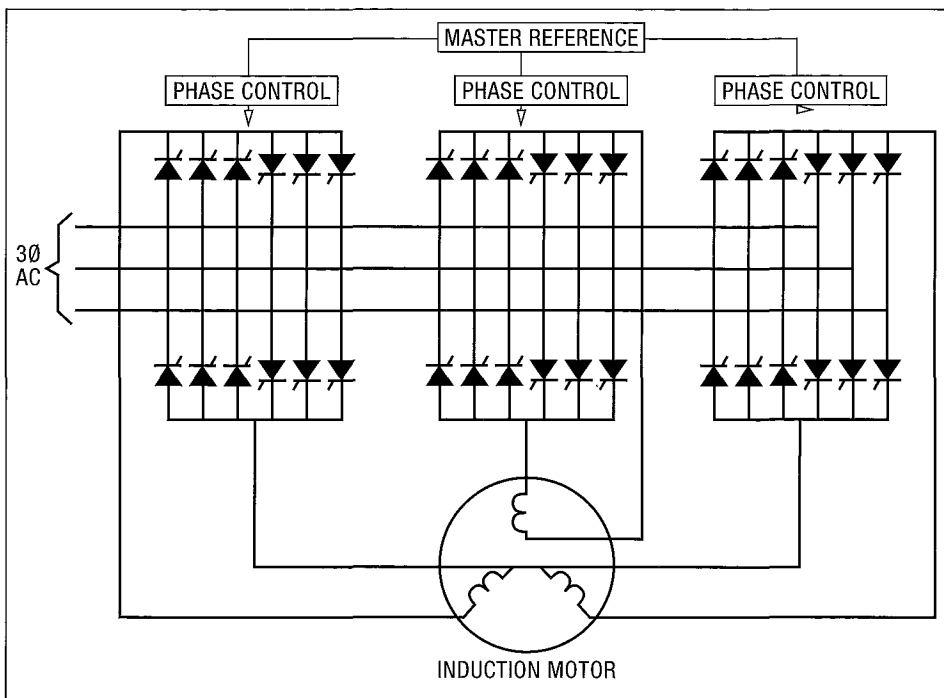 MASTER REFERENCE
PHASE CONTROL
PHASE CONTROL
PHASE CONTROL
3Ø
AC
INDUCTION MOTOR